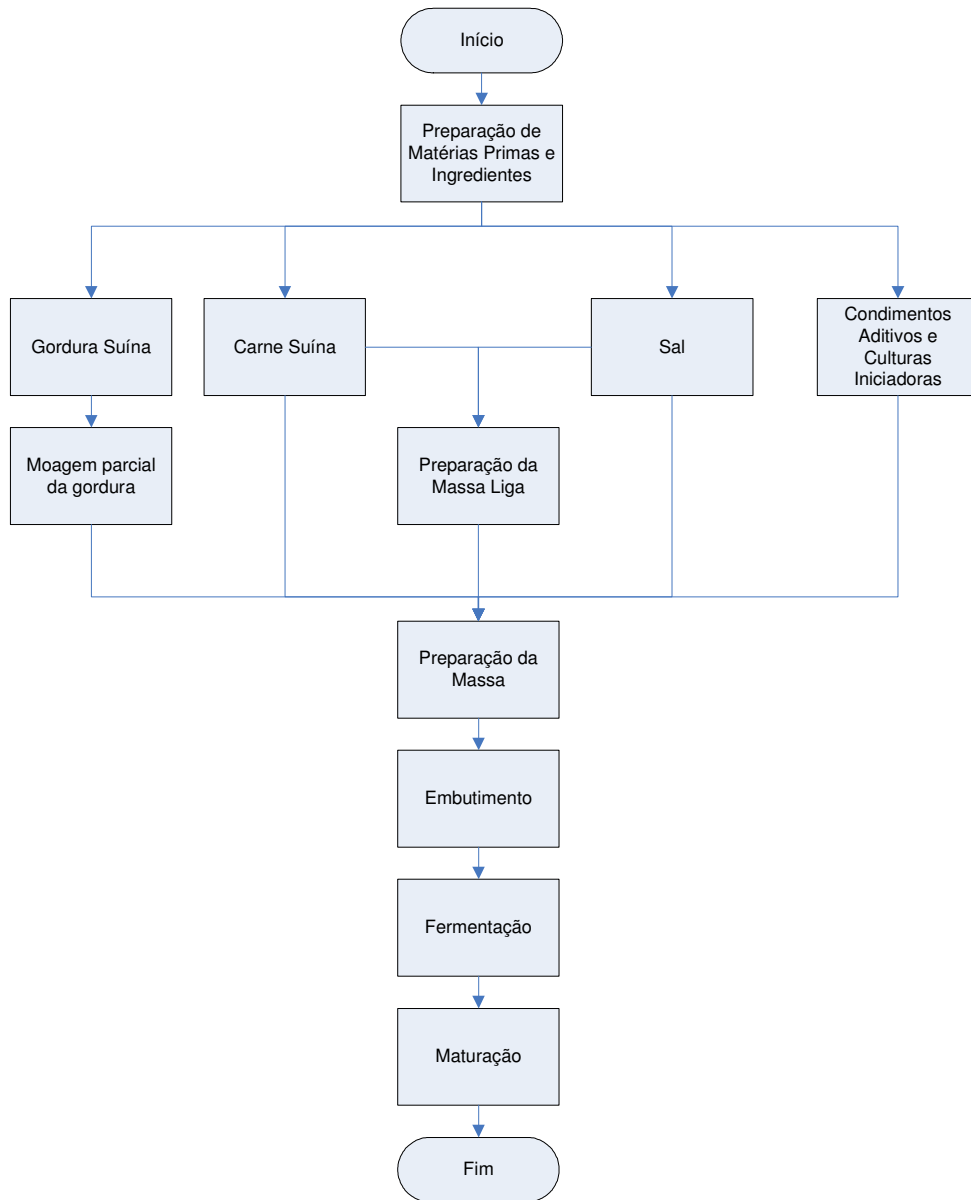 Início
Preparação de
Matérias Primas e
Ingredientes
Gordura Suína
Carne Suína
Sal
Condimentos
Aditivos e
Culturas
Iniciadoras
Moagem parcial
da gordura
Preparação da
Massa Liga
Preparação da
Massa
Embutimento
Fermentação
Maturação
Fim